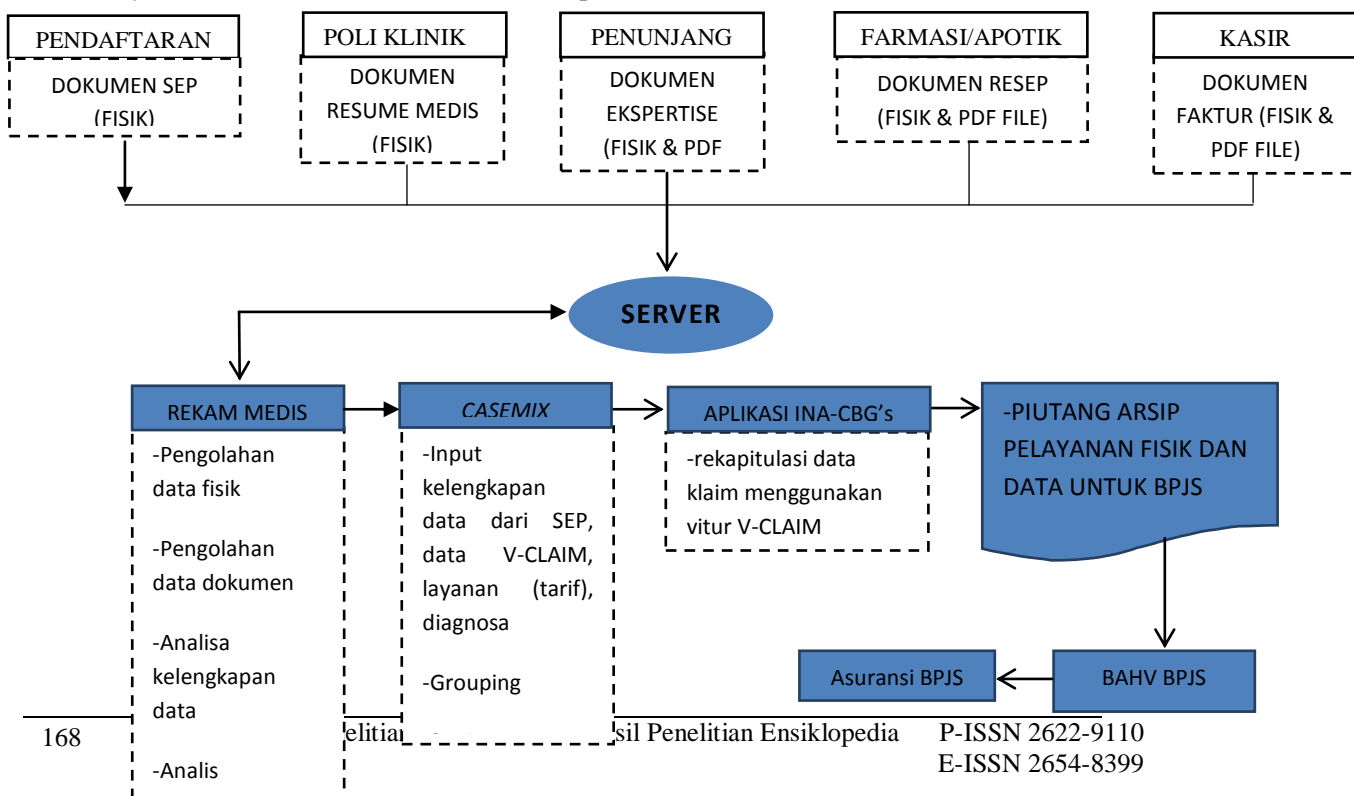 PENDAFTARAN
DOKUMEN SEP
(FISIK)
POLI KLINIK
DOKUMEN
RESUME MEDIS
(FISIK)
PENUNJANG
DOKUMEN
EKSPERTISE
(FISIK & PDF
FARMASI/APOTIK
DOKUMEN RESEP
(FISIK & PDF FILE)
KASIR
DOKUMEN
FAKTUR (FISIK &
PDF FILE)
SERVER
REKAM MEDIS
-Pengolahan
data fisik
-Pengolahan
data dokumen
-Analisa
kelengkapan
data
-Analis
CASEMIX
-Input
kelengkapan
data dari SEP,
data V-CLAIM,
layanan (tarif),
diagnosa
-Grouping
APLIKASI INA-CBG's
-rekapitulasi data
klaim menggunakan
vitur V-CLAIM
-PIUTANG ARSIP
PELAYANAN FISIK DAN
DATA UNTUK BPJS
Asuransi BPJS
BAHV BPJS
168 elitian sil Penelitian Ensiklopedia P-ISSN 2622-9110
E-ISSN 2654-8399